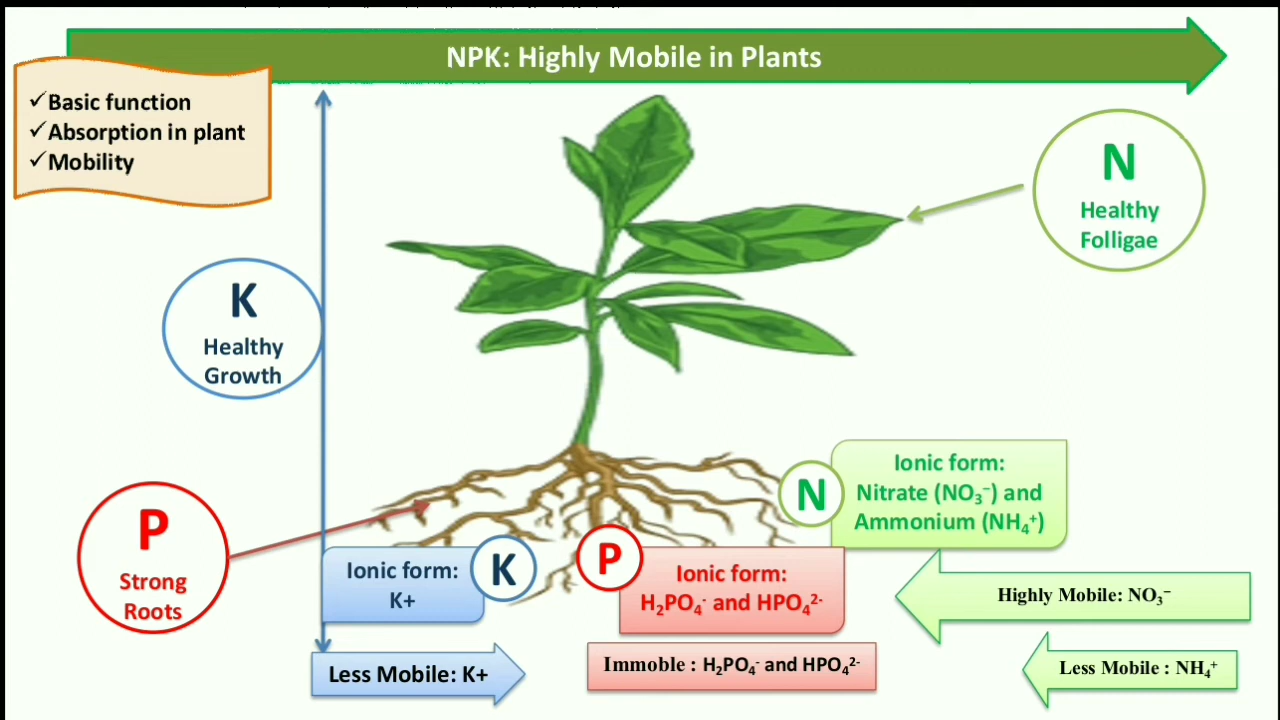 NPK: Highly Mobile in Plants
✓Basic function
✓Absorption in plant
✓Mobility
N
Healthy
Folligae
K
Healthy
Growth
P
Strong
Roots
N
Ionic form:
Nitrate (NO₃⁻) and
Ammonium (NH₄⁺)
K
Ionic form:
K+
P
Ionic form:
H₂PO₄⁻ and HPO₄²⁻
Highly Mobile: NO₃⁻
Less Mobile: K+
Immoble : H₂PO₄⁻ and HPO₄²⁻
Less Mobile : NH₄⁺